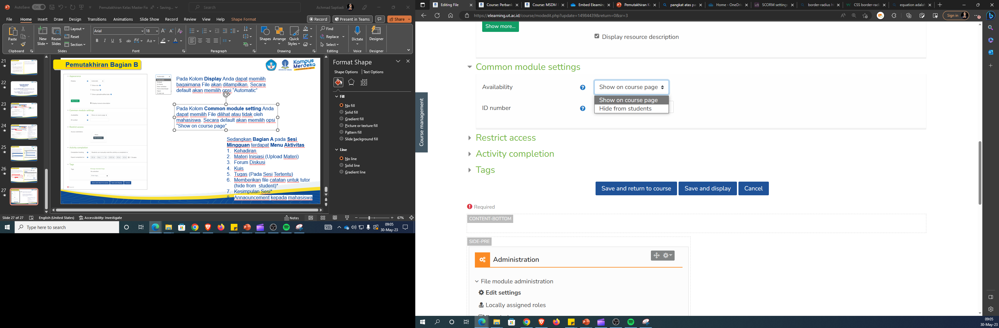 AutoSave On
Pemutakhiran Kelas Master Fix
• Saving...
Search
Achmad Saptiadi
File Home Insert Draw Design Transitions Animations Slide Show Record Review View Help Shape Format
Record
Present in Teams
Share
Paste
New Slide
Reuse Slides
Layout
Reset
Section
Arial 18
Shapes Arrange Quick Styles
Find
Replace
Select
Dictate
Designer
Clipboard Slides Font Paragraph Drawing Editing Voice Designer
21
22
23
24
25
26
27
Pemutakhiran Bagian B
Kampus
Merdeka
INDONESIA JAYA
Pada Kolom Display Anda dapat memilih
bagaimana File akan ditampilkan. Secara
default akan memilih opsi "Automatic"
Pada Kolom Common module setting Anda
dapat memilih File dilihat atau tidak oleh
mahasiswa. Secara default akan memilih opsi
"Show on course page"
Sedangkan Bagian A pada Sesi
Mingguan terdapat Menu Aktivitas
1. Kehadiran
2. Materi Inisiasi (Upload Materi)
3. Forum Diskusi
4. Kuis
5. Tugas (Pada Sesi Tertentu)
6. Memberikan file catatan untuk tutor
(hide from student)*
7. Kesimpulan Sesi*
8. Annaouncement kepada mahasiswa
Appearance
Common module settings
Restrict access
Activity completion
Tags
Format Shape
Shape Options Text Options
Fill
No fill
Solid fill
Gradient fill
Picture or texture fill
Pattern fill
Slide background fill
Line
No line
Solid line
Gradient line
Slide 27 of 27 English (United States) Accessibility: Investigate Notes 67%
Type here to search
09:05
30-May-23
Editing File
Course: Perbank
Course: MSDM
Embed Elearning
Pemutakhiran K
pangkat atas pa
Home - OneDriv
SCORM settings
border-radius h
CSS border-radi
equation adalah
https://elearning.ut.ac.id/course/modedit.php?update=14984439&return=0&sr=3
Sign in
Show more...
Display resource description
Common module settings
Availability
Show on course page
Show on course page
Hide from students
ID number
Course management
Restrict access
Activity completion
Tags
Save and return to course
Save and display
Cancel
Required
CONTENT-BOTTOM
SIDE-PRE
Administration
File module administration
Edit settings
Locally assigned roles
09:05
30-May-23